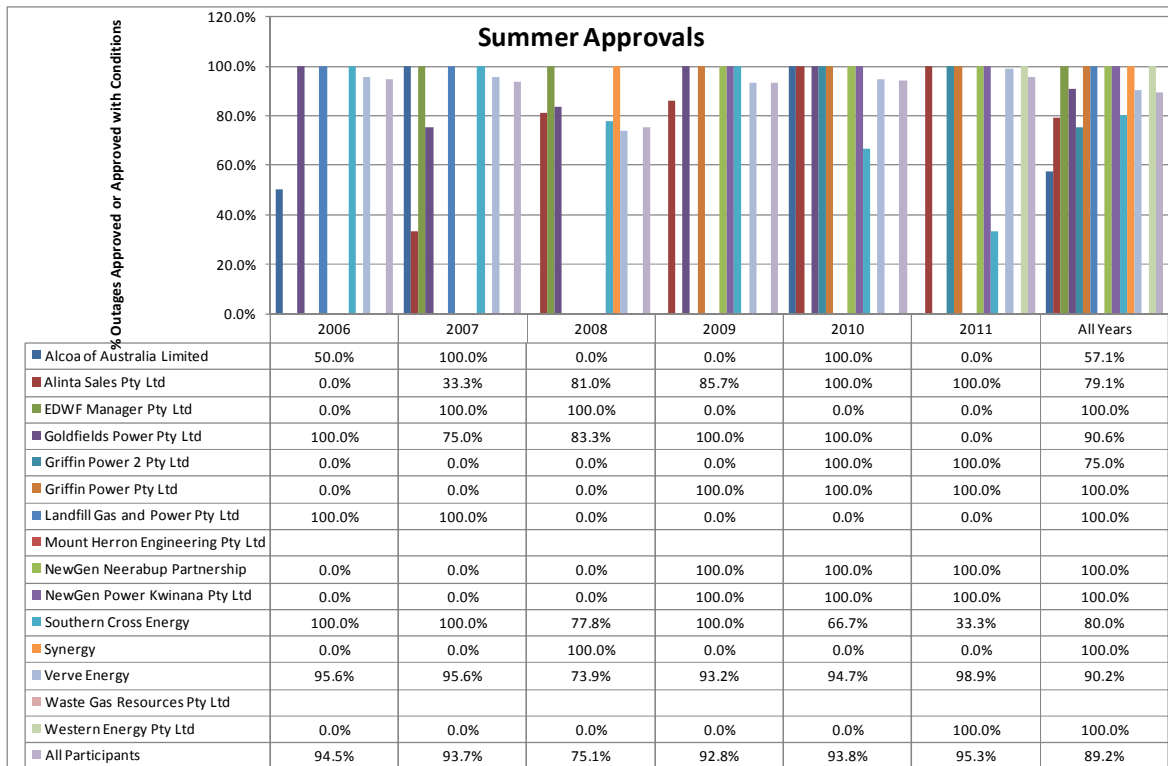 Summer Approvals
% Outages Approved or Approved with Conditions
120.0%
100.0%
80.0%
60.0%
40.0%
20.0%
0.0%
2006 2007 2008 2009 2010 2011 All Years
Alcoa of Australia Limited 50.0% 100.0% 0.0% 0.0% 100.0% 0.0% 57.1%
Alinta Sales Pty Ltd 0.0% 33.3% 81.0% 85.7% 100.0% 100.0% 79.1%
EDWF Manager Pty Ltd 0.0% 100.0% 100.0% 0.0% 0.0% 0.0% 100.0%
Goldfields Power Pty Ltd 100.0% 75.0% 83.3% 100.0% 100.0% 0.0% 90.6%
Griffin Power 2 Pty Ltd 0.0% 0.0% 0.0% 0.0% 100.0% 100.0% 75.0%
Griffin Power Pty Ltd 0.0% 0.0% 0.0% 100.0% 100.0% 100.0% 100.0%
Landfill Gas and Power Pty Ltd 100.0% 100.0% 0.0% 0.0% 0.0% 0.0% 100.0%
Mount Herron Engineering Pty Ltd
NewGen Neerabup Partnership 0.0% 0.0% 0.0% 100.0% 100.0% 100.0% 100.0%
NewGen Power Kwinana Pty Ltd 0.0% 0.0% 0.0% 100.0% 100.0% 100.0% 100.0%
Southern Cross Energy 100.0% 100.0% 77.8% 100.0% 66.7% 33.3% 80.0%
Synergy 0.0% 0.0% 100.0% 0.0% 0.0% 0.0% 100.0%
Verve Energy 95.6% 95.6% 73.9% 93.2% 94.7% 98.9% 90.2%
Waste Gas Resources Pty Ltd
Western Energy Pty Ltd 0.0% 0.0% 0.0% 0.0% 0.0% 100.0% 100.0%
All Participants 94.5% 93.7% 75.1% 92.8% 93.8% 95.3% 89.2%